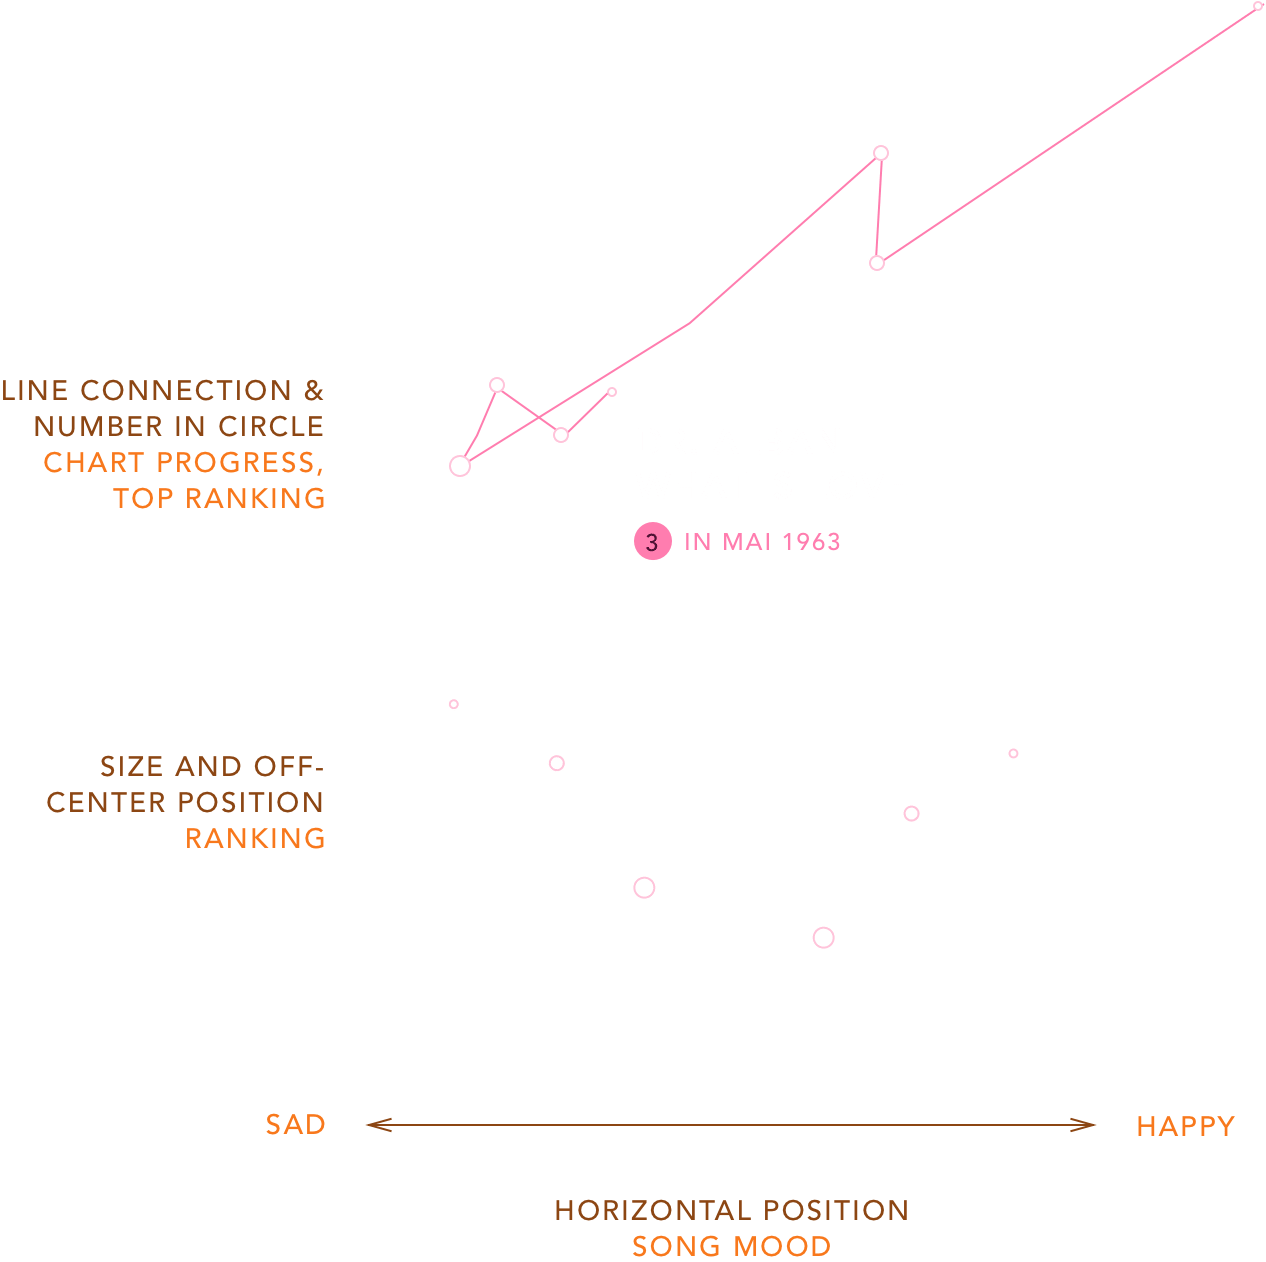 LINE CONNECTION &
NUMBER IN CIRCLE
CHART PROGRESS,
TOP RANKING
3 IN MAI 1963
SIZE AND OFF-
CENTER POSITION
RANKING
SAD
HAPPY
HORIZONTAL POSITION
SONG MOOD